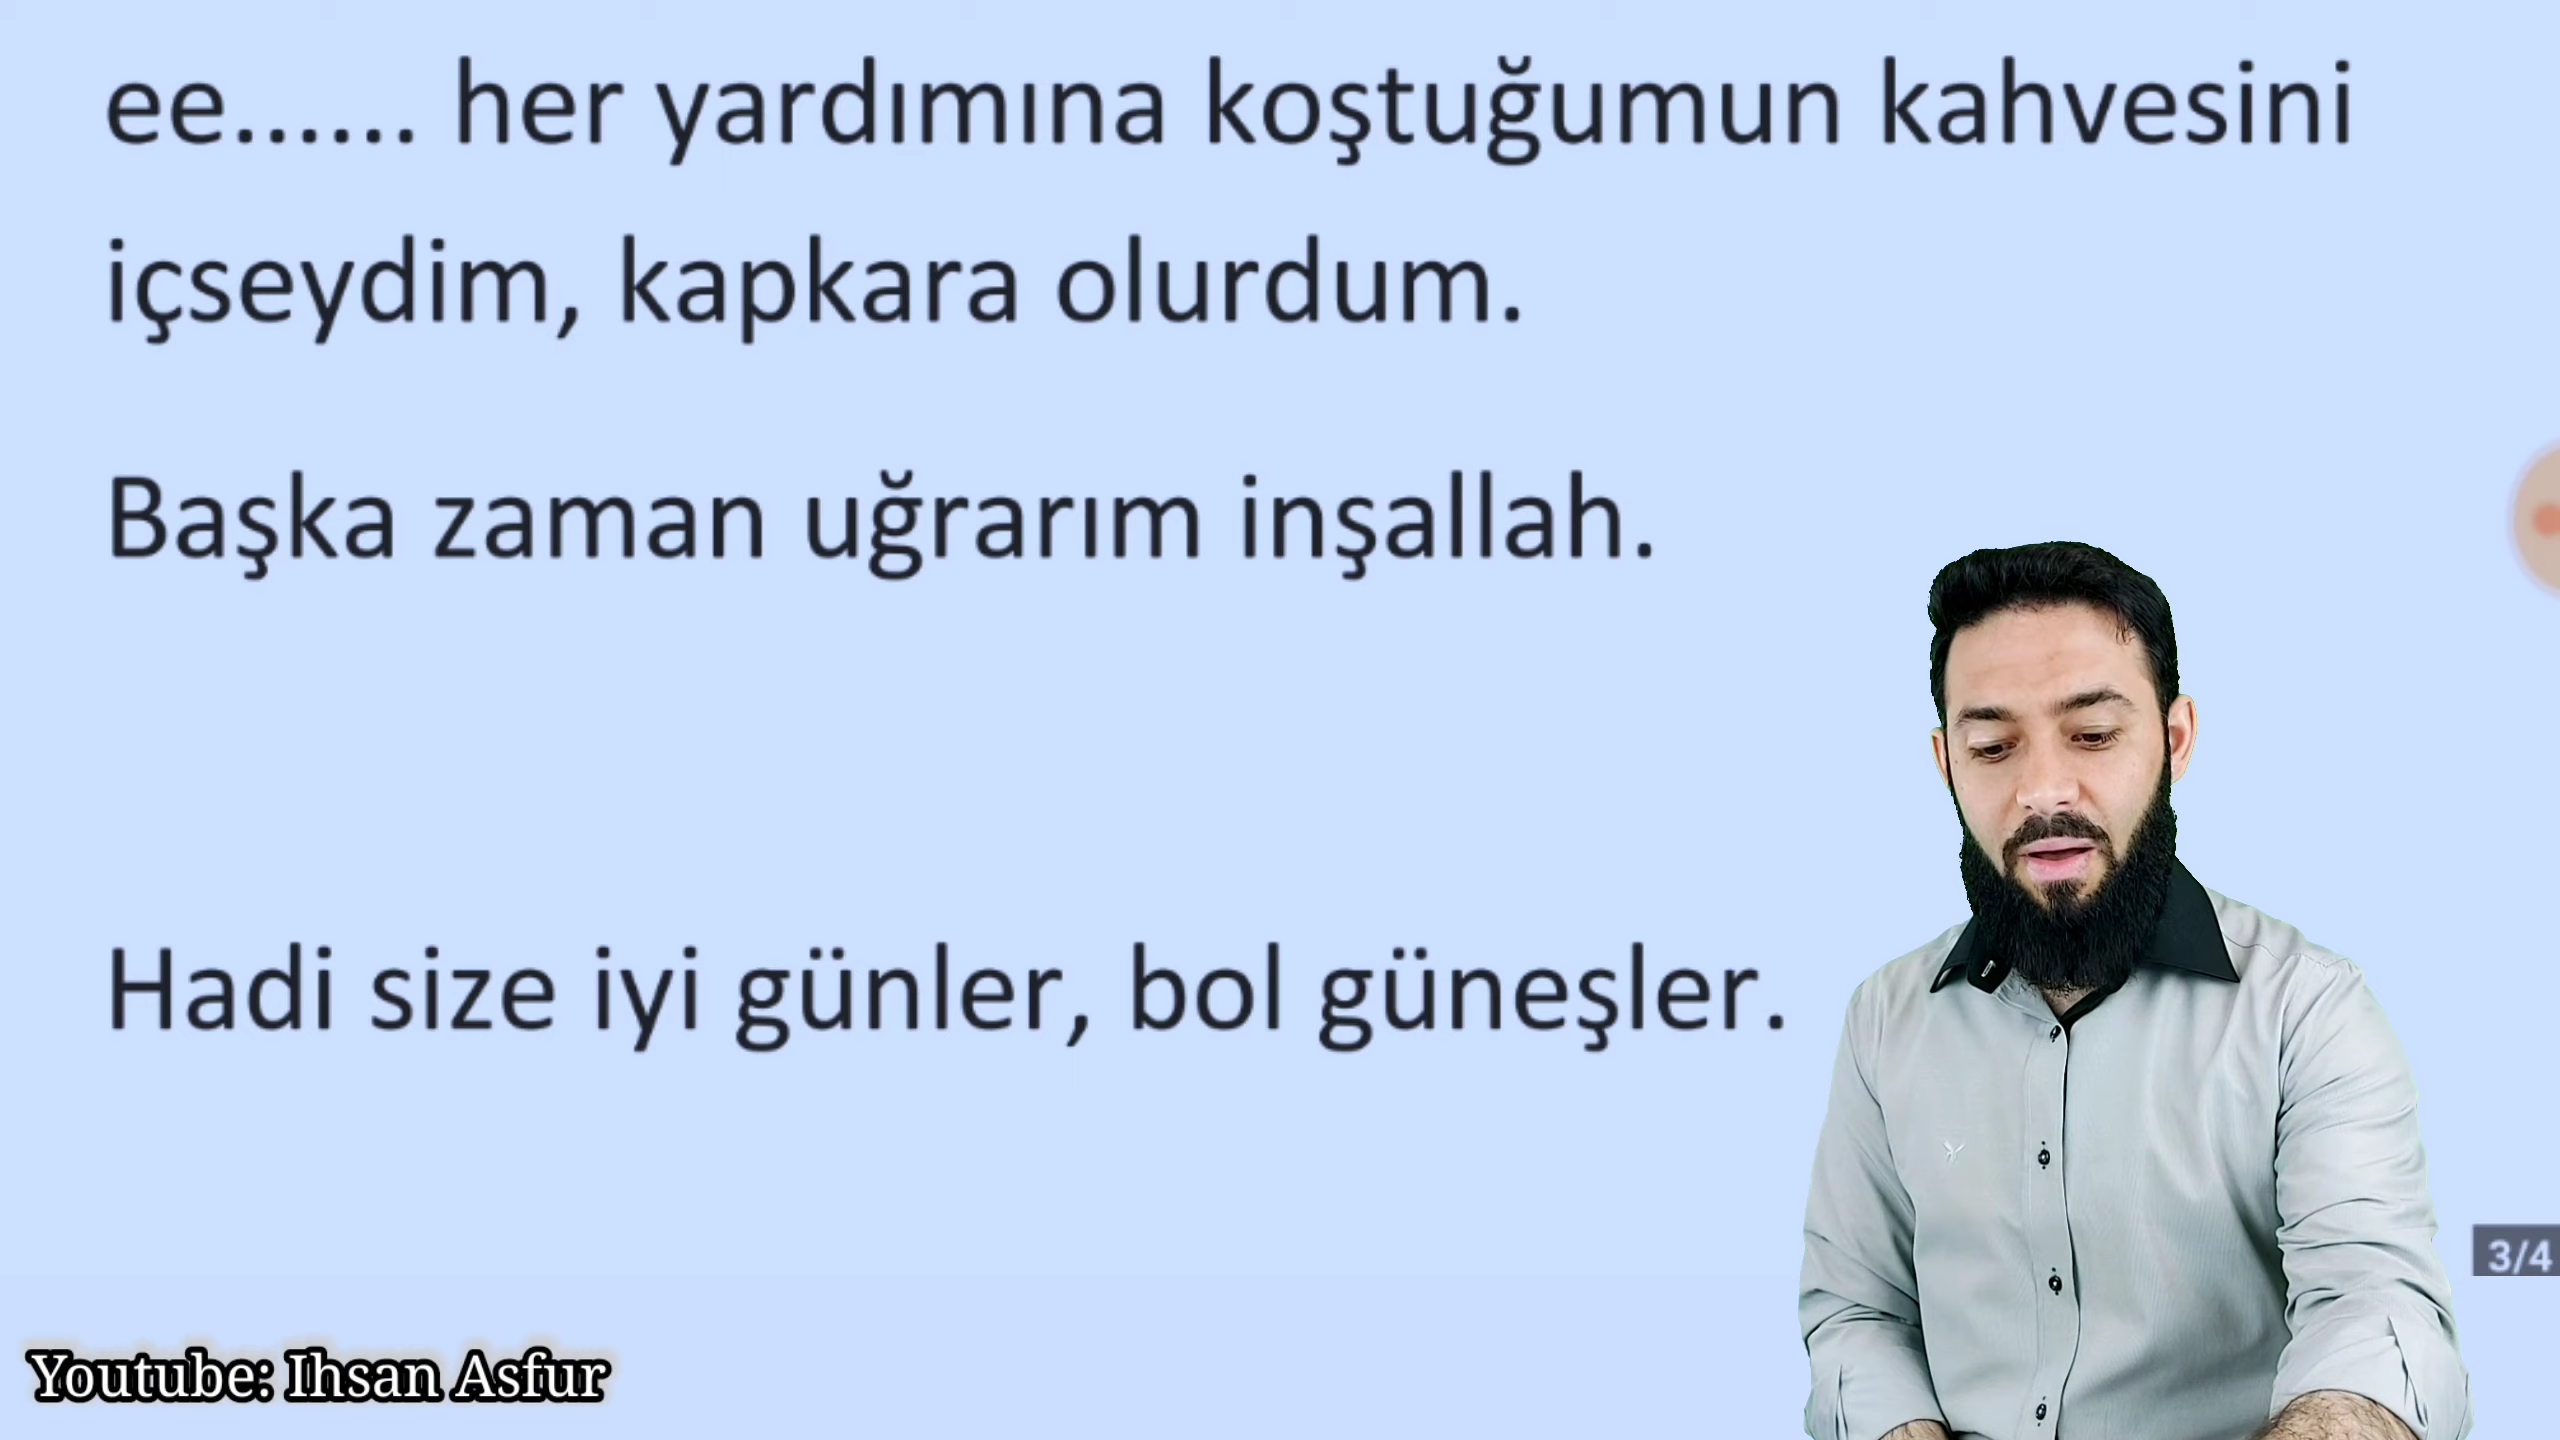 ee...... her yardımına koştuğumun kahvesini
içseydim, kapkara olurdum.
Başka zaman uğrarım inşallah.
Hadi size iyi günler, bol güneşler.
3/4
Youtube: Ihsan Asfur